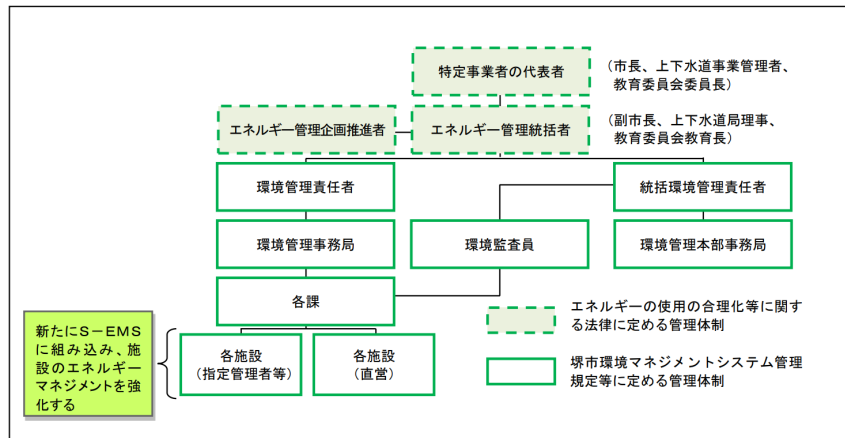 特定事業者の代表者
(市長、上下水道事業管理者、
教育委員会委員長)
エネルギー管理企画推進者
エネルギー管理統括者
(副市長、上下水道局理事、
教育委員会教育長)
環境管理責任者
統括環境管理責任者
環境管理事務局
環境監査員
環境管理本部事務局
各課
新たにS-EMS
に組み込み、施
設のエネルギー
マネジメントを強
化する
各施設
(指定管理者等)
各施設
(直営)
エネルギーの使用の合理化等に関す
る法律に定める管理体制
堺市環境マネジメントシステム管理
規定等に定める管理体制